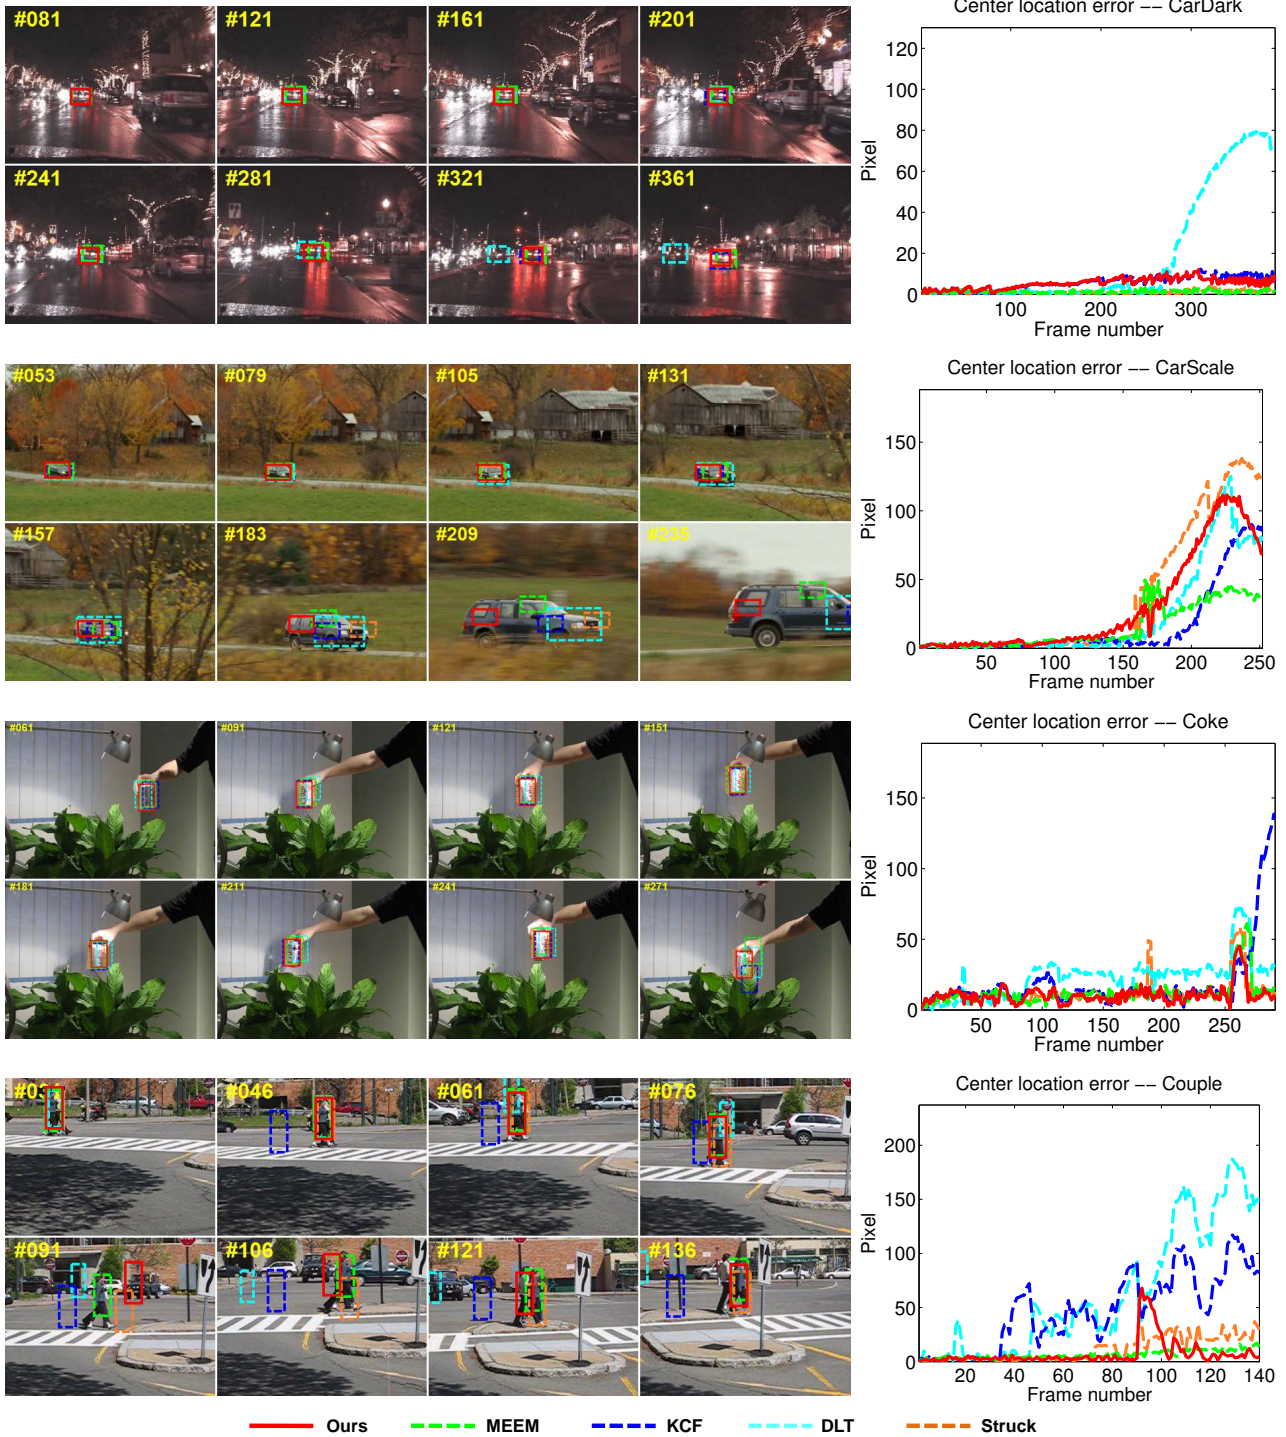 #081 #121 #161 #201
#241 #281 #321 #361
Center location error −− CarDark
120
100
80
60
40
20
0
Pixel
100 200 300
Frame number
#053 #079 #105 #131
#157 #183 #209 #235
Center location error −− CarScale
150
100
50
0
Pixel
50 100 150 200 250
Frame number
#061 #091 #121 #151
#181 #211 #241 #271
Center location error −− Coke
150
100
50
0
Pixel
50 100 150 200 250
Frame number
#046 #061 #076
#091 #106 #121 #136
Center location error −− Couple
200
150
100
50
0
Pixel
20 40 60 80 100 120 140
Frame number
Ours MEEM KCF DLT Struck